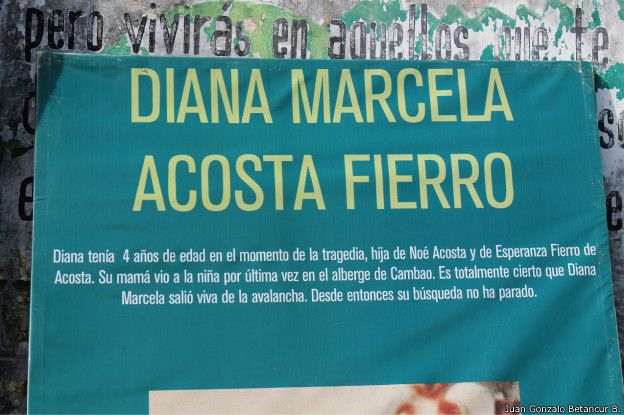 pero vivirás en aquellos que te
DIANA MARCELA
ACOSTA FIERRO
Diana tenía 4 años de edad en el momento de la tragedia, hija de Noé Acosta y de Esperanza Fierro de
Acosta. Su mamá vio a la niña por última vez en el alberge de Cambao. Es totalmente cierto que Diana
Marcela salió viva de la avalancha. Desde entonces su búsqueda no ha parado.
Juan Gonzalo Betancur B.